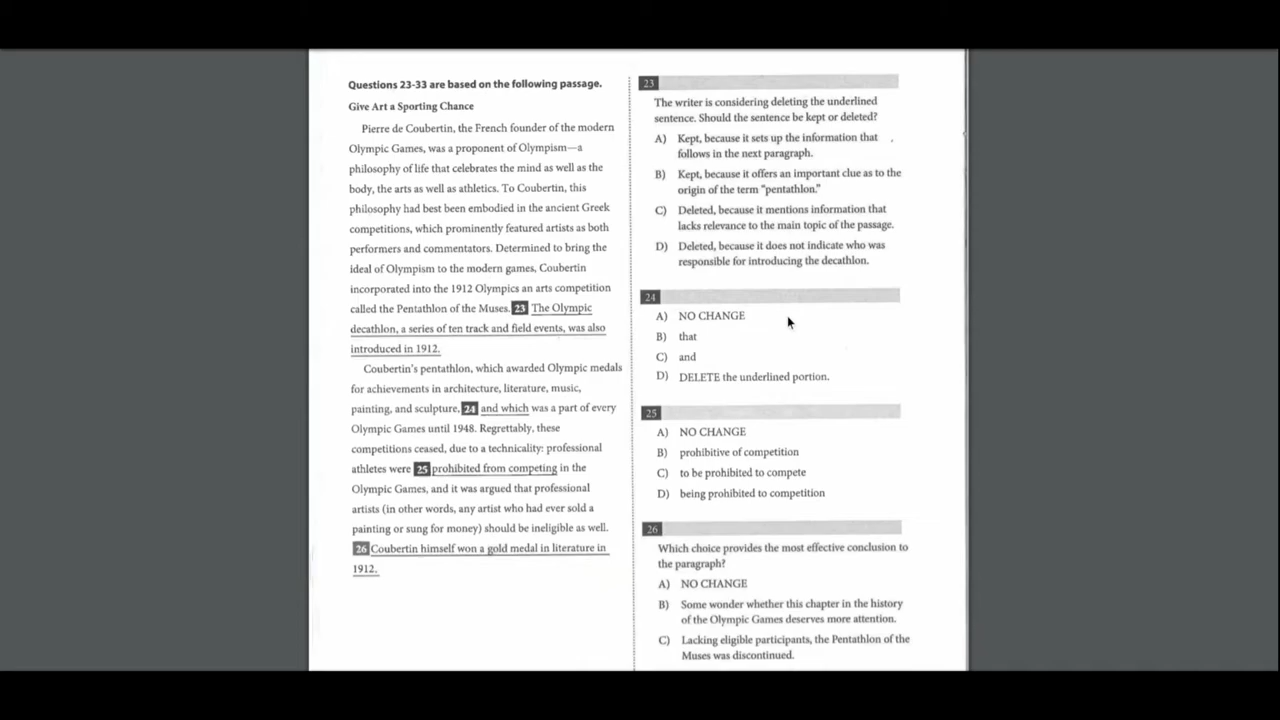 Questions 23-33 are based on the following passage.
Give Art a Sporting Chance
Pierre de Coubertin, the French founder of the modern
Olympic Games, was a proponent of Olympism—a
philosophy of life that celebrates the mind as well as the
body, the arts as well as athletics. To Coubertin, this
philosophy had best been embodied in the ancient Greek
competitions, which prominently featured artists as both
performers and commentators. Determined to bring the
ideal of Olympism to the modern games, Coubertin
incorporated into the 1912 Olympics an arts competition
called the Pentathlon of the Muses. 23 The Olympic
decathlon, a series of ten track and field events, was also
introduced in 1912.
Coubertin's pentathlon, which awarded Olympic medals
for achievements in architecture, literature, music,
painting, and sculpture, 24 and which was a part of every
Olympic Games until 1948. Regrettably, these
competitions ceased, due to a technicality: professional
athletes were 25 prohibited from competing in the
Olympic Games, and it was argued that professional
artists (in other words, any artist who had ever sold a
painting or sung for money) should be ineligible as well.
26 Coubertin himself won a gold medal in literature in
1912.
23
The writer is considering deleting the underlined
sentence. Should the sentence be kept or deleted?
A) Kept, because it sets up the information that
follows in the next paragraph.
B) Kept, because it offers an important clue as to the
origin of the term "pentathlon."
C) Deleted, because it mentions information that
lacks relevance to the main topic of the passage.
D) Deleted, because it does not indicate who was
responsible for introducing the decathlon.
24
A) NO CHANGE
B) that
C) and
D) DELETE the underlined portion.
25
A) NO CHANGE
B) prohibitive of competition
C) to be prohibited to compete
D) being prohibited to competition
26
Which choice provides the most effective conclusion to
the paragraph?
A) NO CHANGE
B) Some wonder whether this chapter in the history
of the Olympic Games deserves more attention.
C) Lacking eligible participants, the Pentathlon of the
Muses was discontinued.